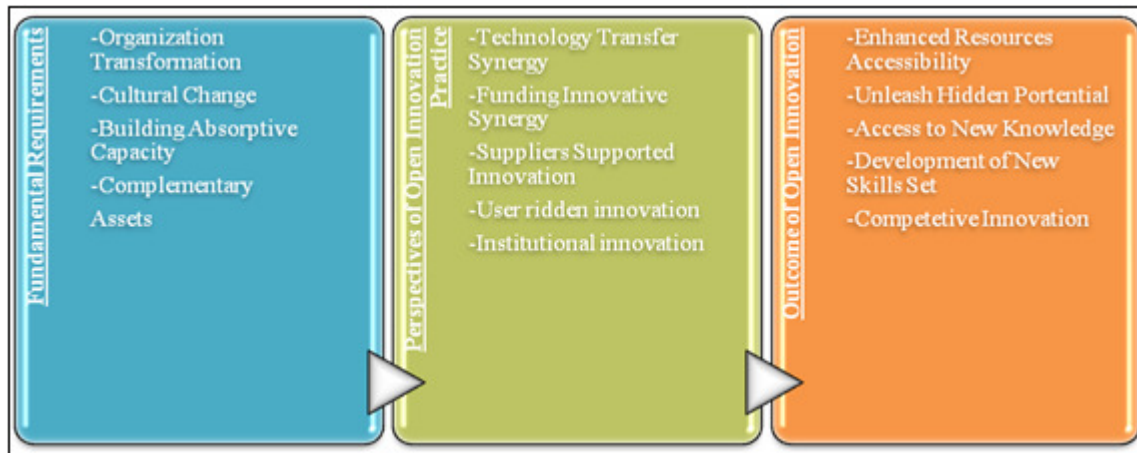 Fundamental Requirements
-Organization
Transformation
-Cultural Change
-Building Absorptive
Capacity
-Complementary
Assets
Perspectives of Open Innovation
Practice
-Technology Transfer
Synergy
-Funding Innovative
Synergy
-Suppliers Supported
Innovation
-User ridden innovation
-Institutional innovation
Outcome of Open Innovation
-Enhanced Resources
Accessibility
-Unleash Hidden Portential
-Access to New Knowledge
-Development of New
Skills Set
-Competetive Innovation